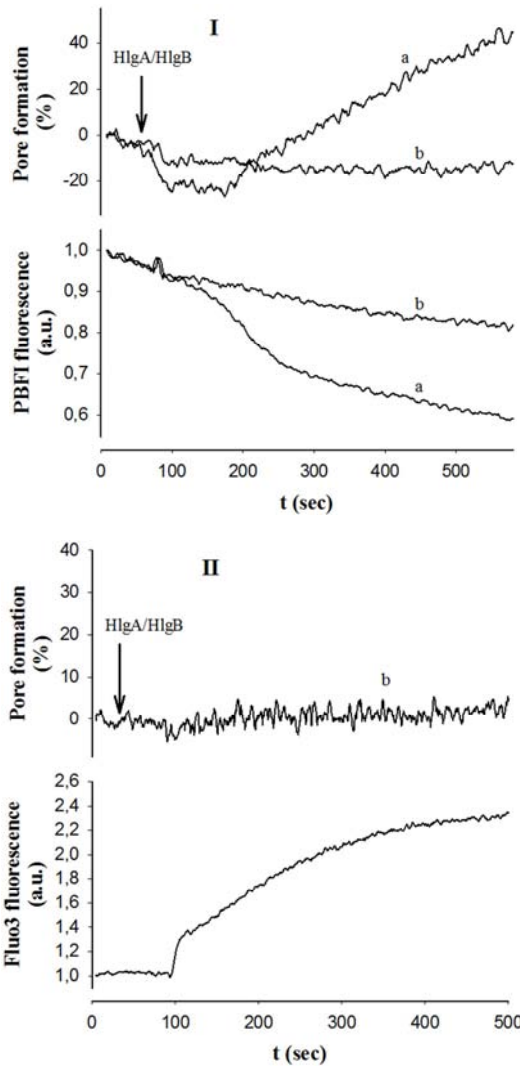 I
HlgA/HlgB
a
b
Pore formation
(%)
40
20
0
-20
b
a
PBFI fluorescence
(a.u.)
1,0
0,9
0,8
0,7
0,6
0 100 200 300 400 500
t (sec)
II
HlgA/HlgB
b
Pore formation
(%)
40
30
20
10
0
Fluo3 fluorescence
(a.u.)
2,6
2,4
2,2
2,0
1,8
1,6
1,4
1,2
1,0
0 100 200 300 400 500
t (sec)